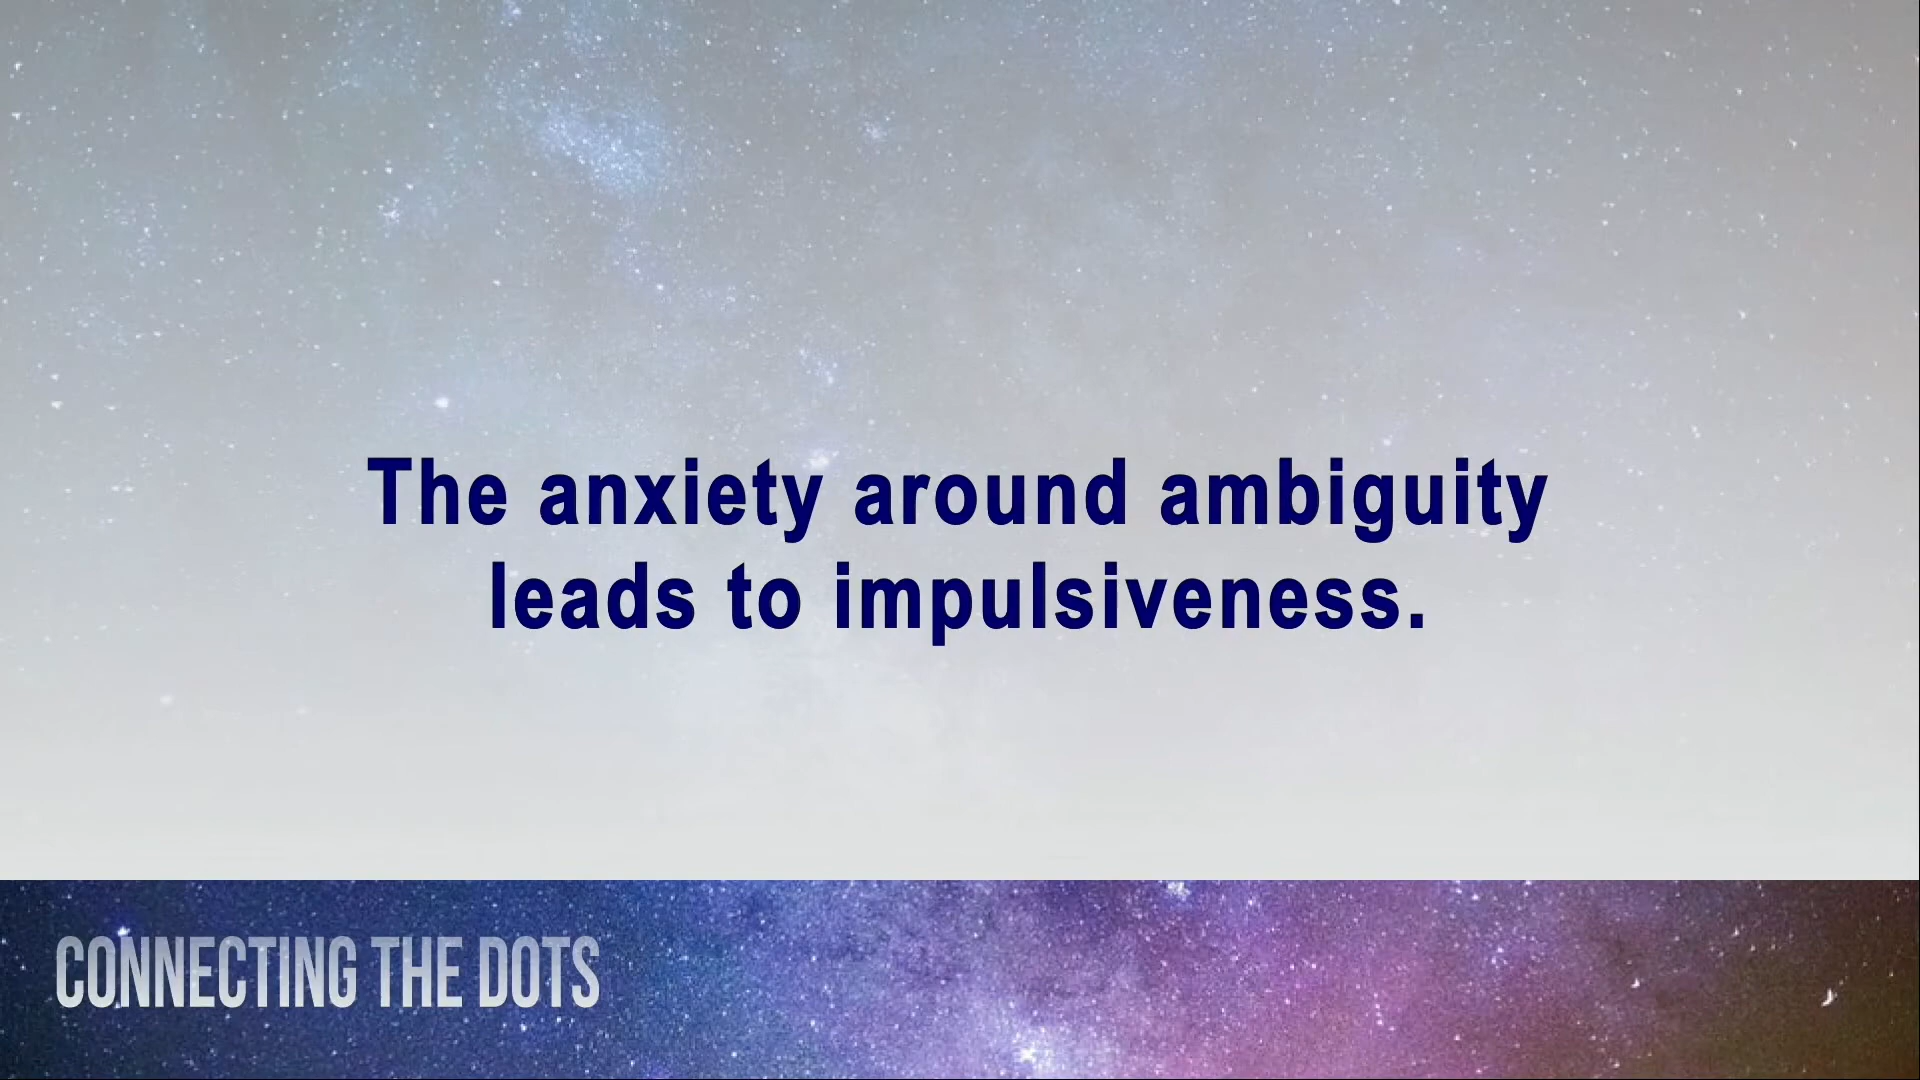 The anxiety around ambiguity
leads to impulsiveness.
CONNECTING THE DOTS